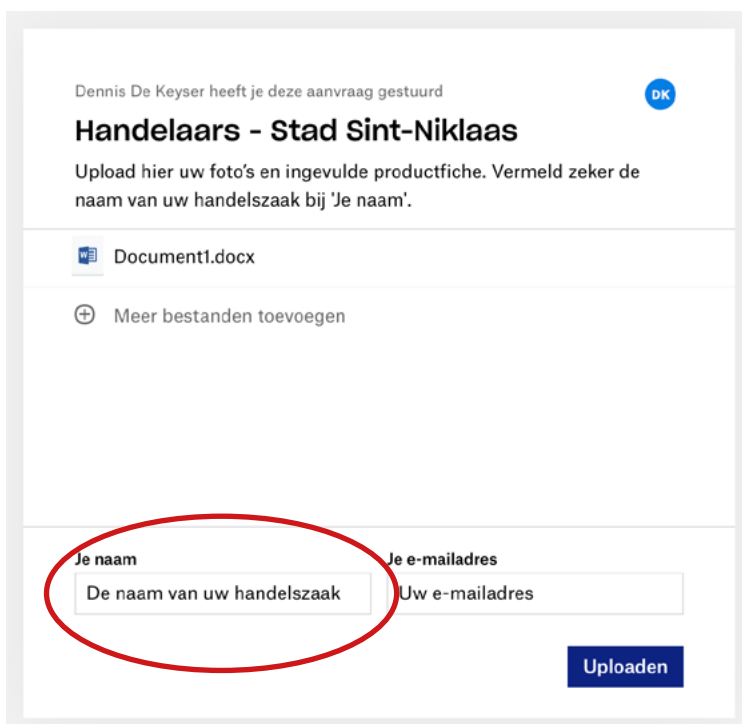 Dennis De Keyser heeft je deze aanvraag gestuurd
DK
Handelaars - Stad Sint-Niklaas
Upload hier uw foto's en ingevulde productfiche. Vermeld zeker de
naam van uw handelszaak bij 'Je naam'.
Document1.docx
Meer bestanden toevoegen
Je naam
Je e-mailadres
De naam van uw handelszaak
Uw e-mailadres
Uploaden